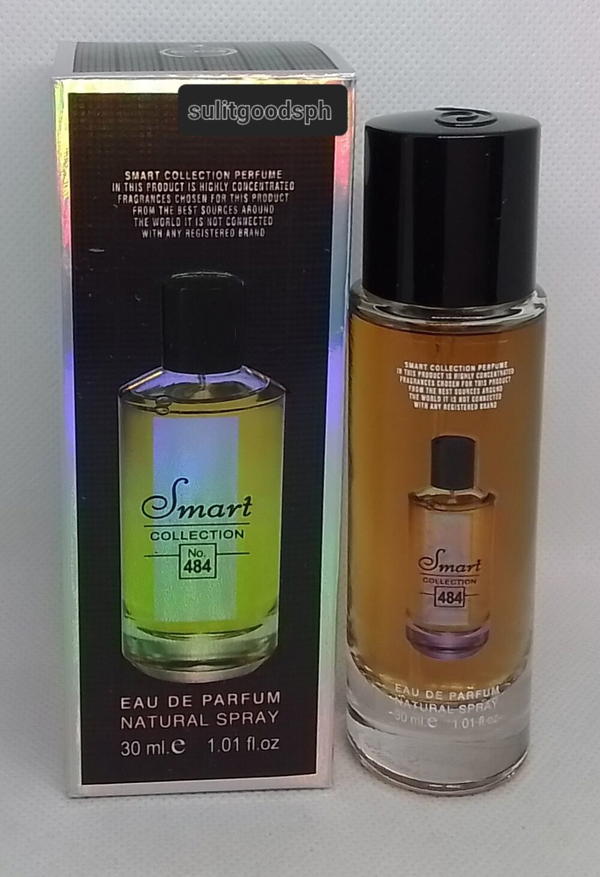 sulitgoodsph
SMART COLLECTION PERFUME
IN THIS PRODUCT IS HIGHLY CONCENTRATED
FRAGRANCES CHOSEN FOR THIS PRODUCT
FROM THE BEST SOURCES AROUND
THE WORLD IT IS NOT CONNECTED
WITH ANY REGISTERED BRAND
Smart
COLLECTION
No.
484
EAU DE PARFUM
NATURAL SPRAY
30 ml.e 1.01 fl.oz
SMART COLLECTION PERFUME
IN THIS PRODUCT IS HIGHLY CONCENTRATED
FRAGRANCES CHOSEN FOR THIS PRODUCT
FROM THE BEST SOURCES AROUND
THE WORLD IT IS NOT CONNECTED
WITH ANY REGISTERED BRAND
Smart
COLLECTION
484
EAU DE PARFUM
NATURAL SPRAY
30 ml.e 1.01 fl.oz